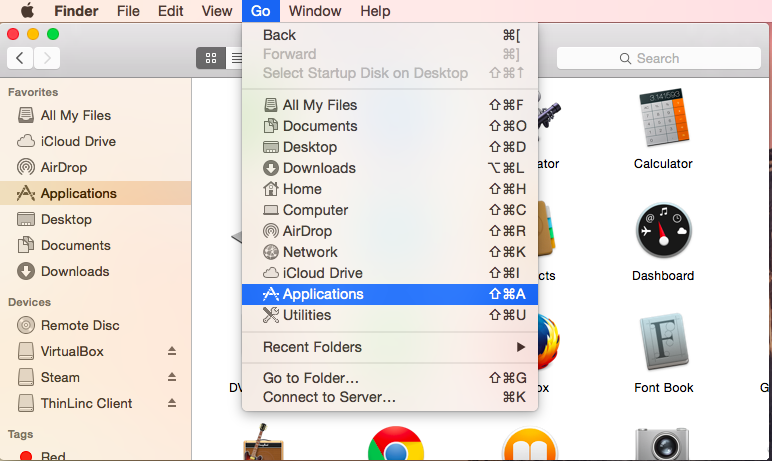 Finder File Edit View Go Window Help
Back ⌘[
Forward ⌘]
Select Startup Disk on Desktop ⇧⌘↑
All My Files ⇧⌘F
Documents ⇧⌘O
Desktop ⇧⌘D
Downloads ⌥⌘L
Home ⇧⌘H
Computer ⇧⌘C
AirDrop ⇧⌘R
Network ⇧⌘K
iCloud Drive ⇧⌘I
Applications ⇧⌘A
Utilities ⇧⌘U
Recent Folders
Go to Folder... ⇧⌘G
Connect to Server... ⌘K
Search
Favorites
All My Files
iCloud Drive
AirDrop
Applications
Desktop
Documents
Downloads
Devices
Remote Disc
VirtualBox
Steam
ThinLinc Client
Tags
Red
ator
3.141593
Calculator
cts
Dashboard
DV
ox
F
Font Book
G